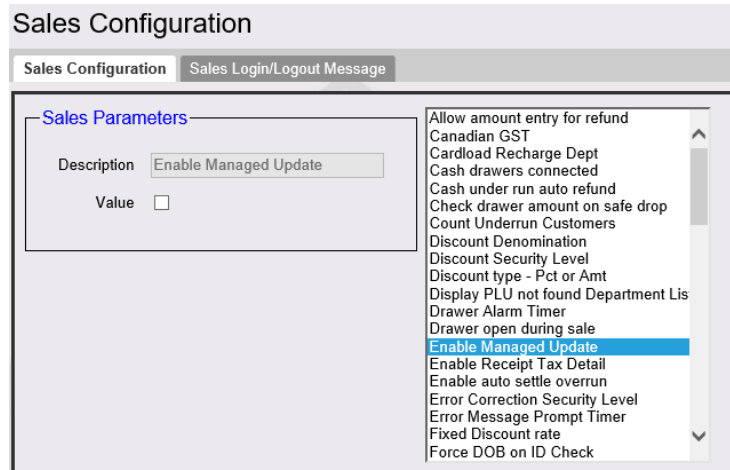 Sales Configuration
Sales Configuration
Sales Login/Logout Message
Sales Parameters
Description
Enable Managed Update
Value
Allow amount entry for refund
Canadian GST
Cardload Recharge Dept
Cash drawers connected
Cash under run auto refund
Check drawer amount on safe drop
Count Underrun Customers
Discount Denomination
Discount Security Level
Discount type - Pct or Amt
Display PLU not found Department Lis
Drawer Alarm Timer
Drawer open during sale
Enable Managed Update
Enable Receipt Tax Detail
Enable auto settle overrun
Error Correction Security Level
Error Message Prompt Timer
Fixed Discount rate
Force DOB on ID Check